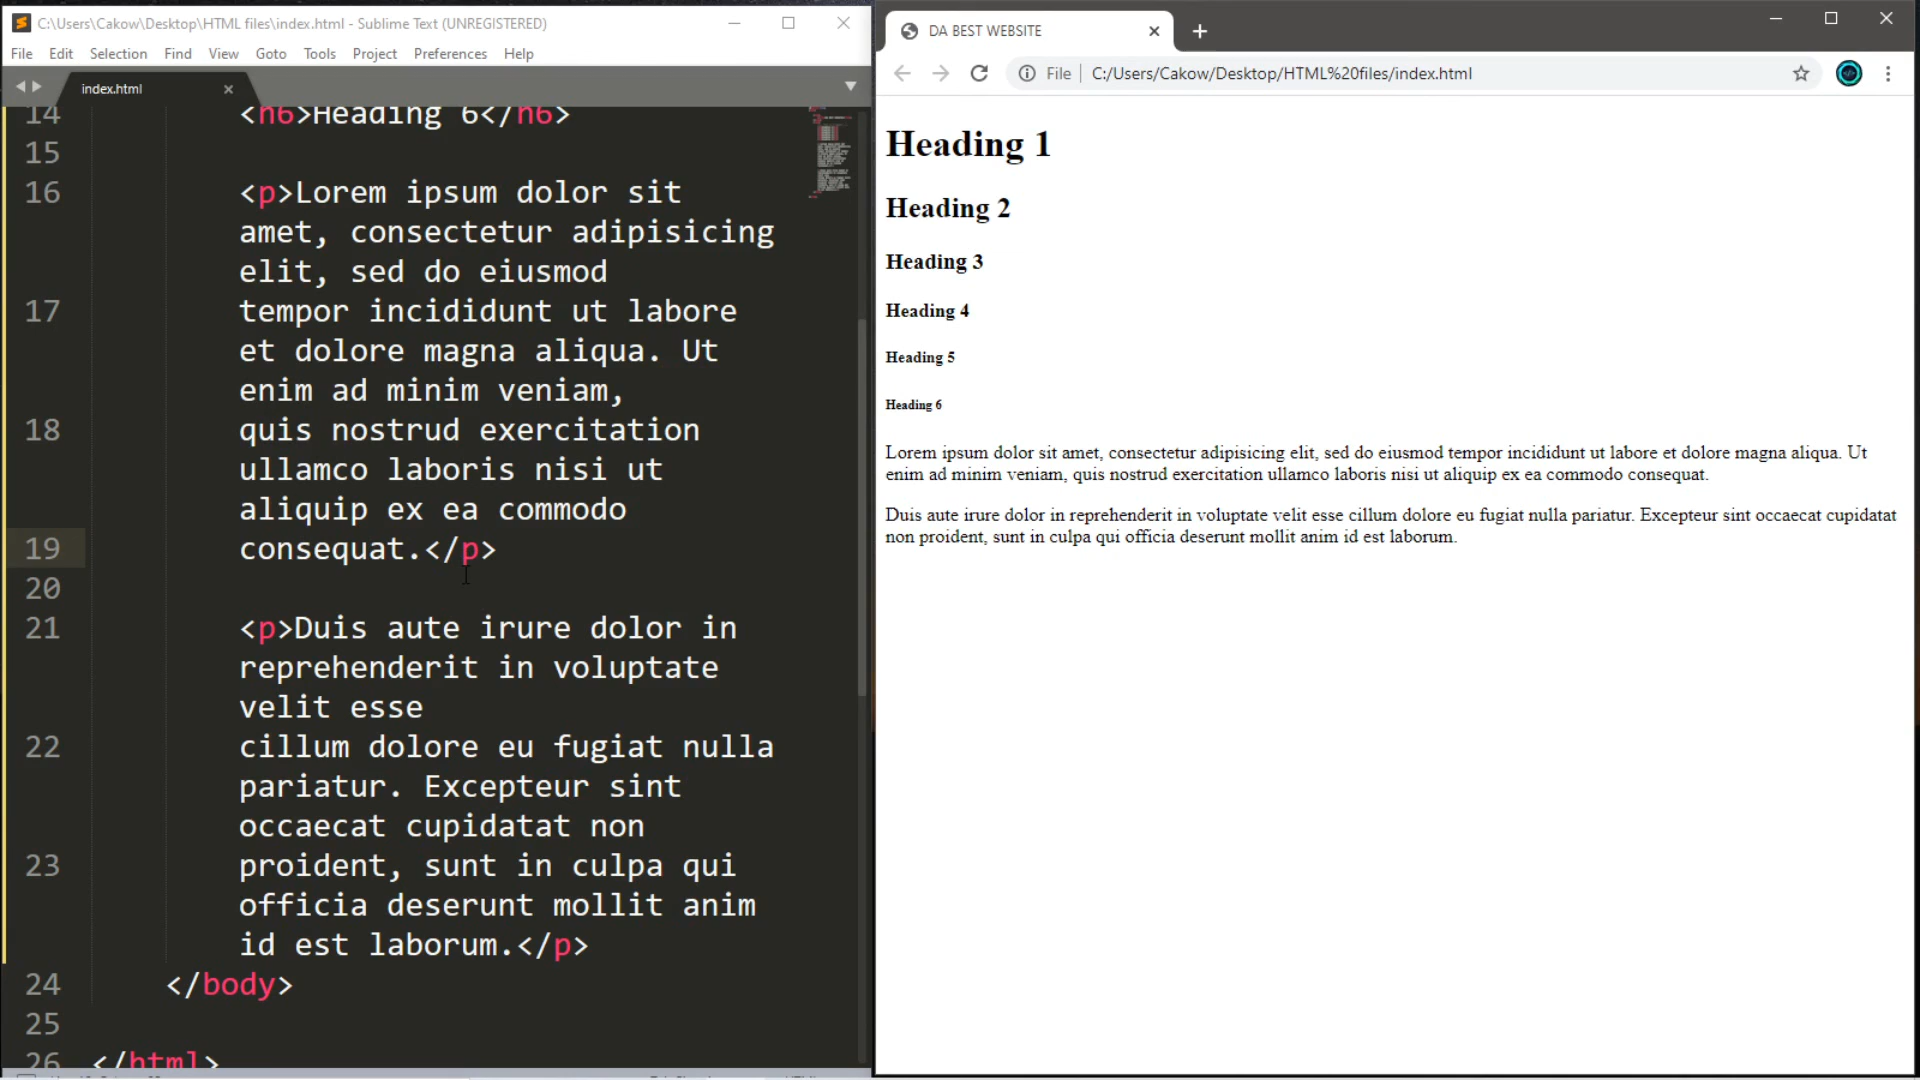 C:\Users\Cakow\Desktop\HTML files\index.html - Sublime Text (UNREGISTERED)
File Edit Selection Find View Goto Tools Project Preferences Help
index.html
14 <h6>Heading 6</h6>
15
16 <p>Lorem ipsum dolor sit
amet, consectetur adipisicing
elit, sed do eiusmod
17 tempor incididunt ut labore
et dolore magna aliqua. Ut
enim ad minim veniam,
18 quis nostrud exercitation
ullamco laboris nisi ut
aliquip ex ea commodo
19 consequat.</p>
20
21 <p>Duis aute irure dolor in
reprehenderit in voluptate
velit esse
22 cillum dolore eu fugiat nulla
pariatur. Excepteur sint
occaecat cupidatat non
23 proident, sunt in culpa qui
officia deserunt mollit anim
id est laborum.</p>
24 </body>
25
26 </html>
DA BEST WEBSITE
File C:/Users/Cakow/Desktop/HTML%20files/index.html
Heading 1
Heading 2
Heading 3
Heading 4
Heading 5
Heading 6
Lorem ipsum dolor sit amet, consectetur adipisicing elit, sed do eiusmod tempor incididunt ut labore et dolore magna aliqua. Ut
enim ad minim veniam, quis nostrud exercitation ullamco laboris nisi ut aliquip ex ea commodo consequat.
Duis aute irure dolor in reprehenderit in voluptate velit esse cillum dolore eu fugiat nulla pariatur. Excepteur sint occaecat cupidatat
non proident, sunt in culpa qui officia deserunt mollit anim id est laborum.